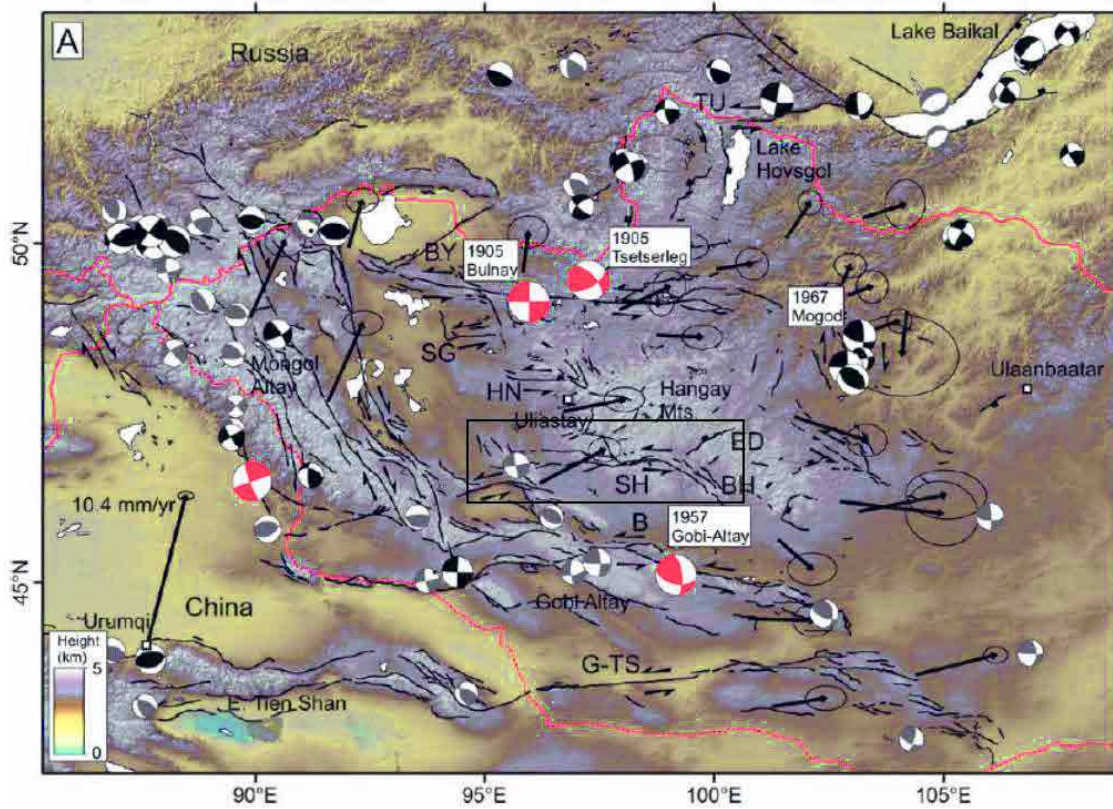 A
Russia
Lake Baikal
TU
Lake
Hovsgol
50°N
BY
1905
Bulnay
1905
Tsetserleg
1967
Mogod
SG
Mongol
Altay
HN
Uliastay
Hangay
Mts.
Ulaanbaatar
BD
SH
BH
10.4 mm/yr
B
1957
Gobi-Altay
45°N
China
Gobi-Altay
Urumqi
Height
(km)
5
0
G-TS
E. Tien Shan
90°E
95°E
100°E
105°E